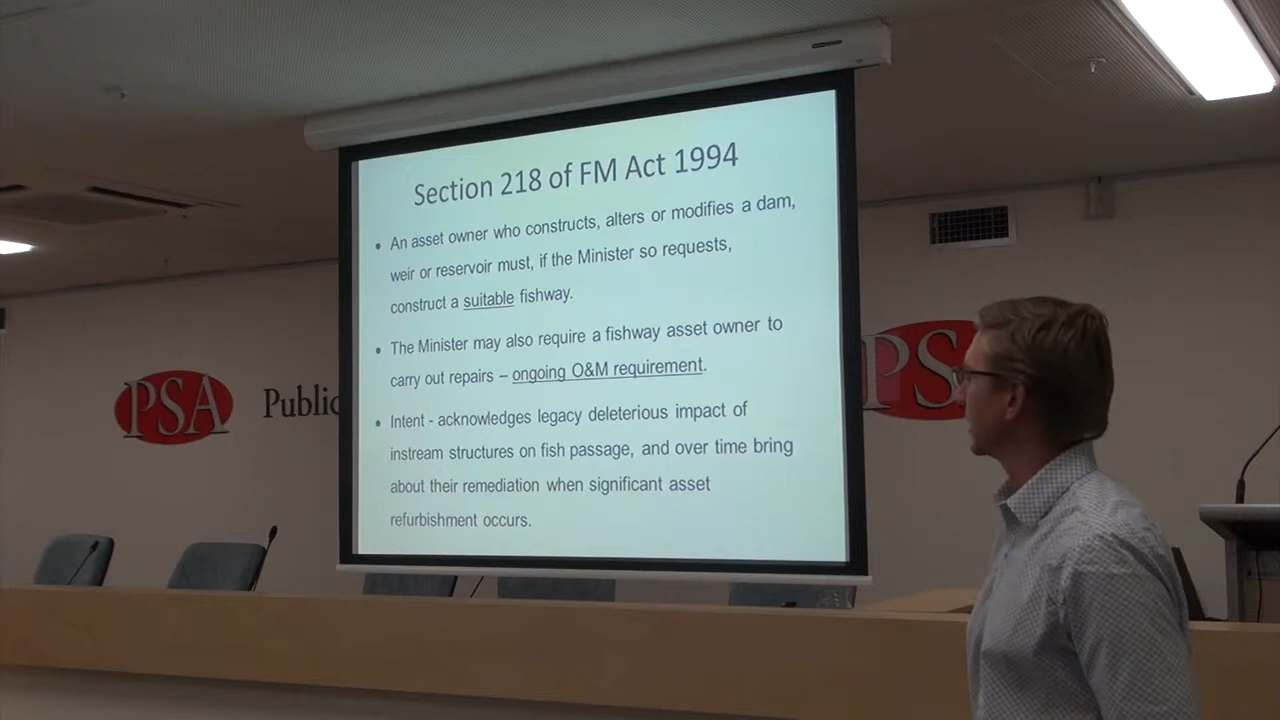 Section 218 of FM Act 1994
• An asset owner who constructs, alters or modifies a dam,
weir or reservoir must, if the Minister so requests,
construct a suitable fishway.
• The Minister may also require a fishway asset owner to
carry out repairs – ongoing O&M requirement.
• Intent - acknowledges legacy deleterious impact of
instream structures on fish passage, and over time bring
about their remediation when significant asset
refurbishment occurs.
PSA
Public
PS